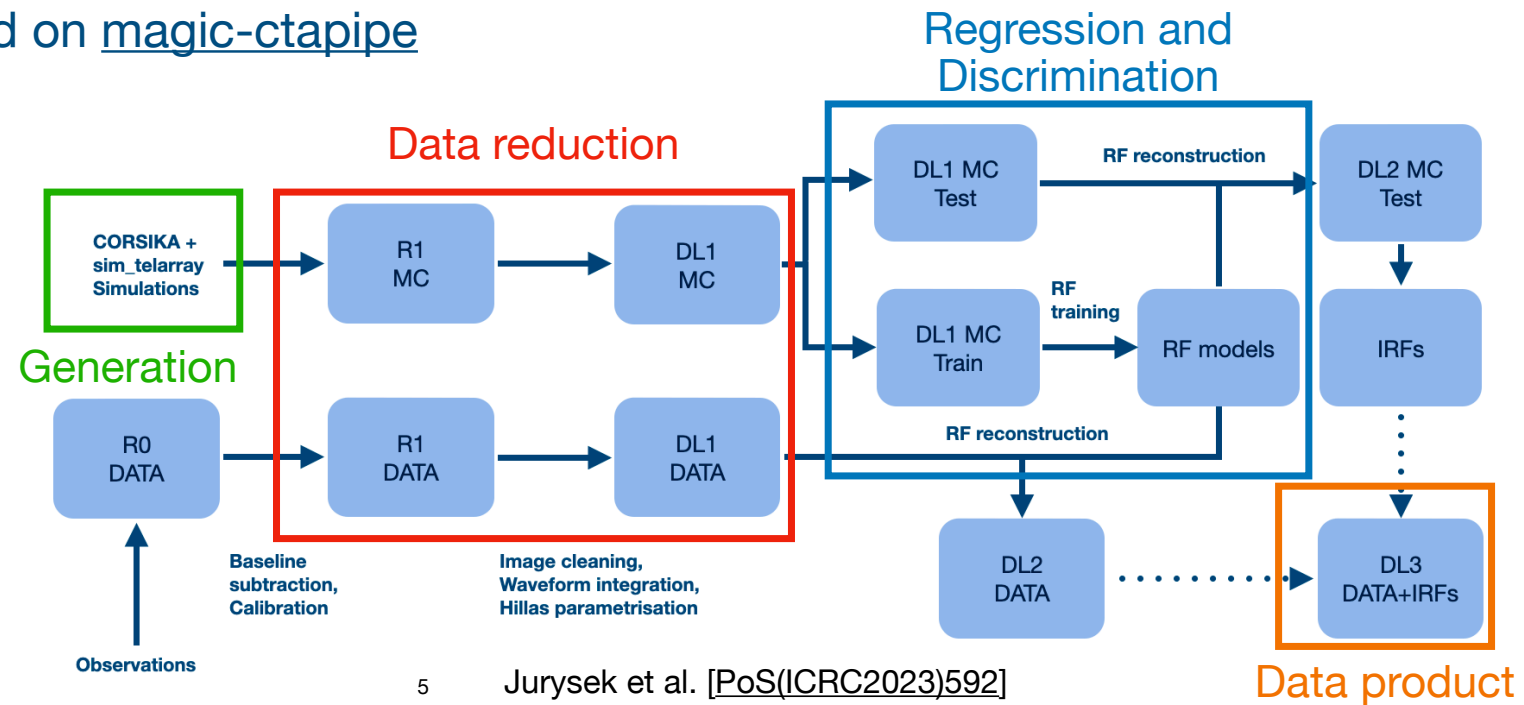 d on magic-ctapipe
Regression and
Discrimination
Data reduction
CORSIKA +
sim_telarray
Simulations
R1
MC
DL1
MC
DL1 MC
Test
RF reconstruction
DL2 MC
Test
Generation
DL1 MC
Train
RF
training
RF models
IRFs
R0
DATA
R1
DATA
DL1
DATA
RF reconstruction
Baseline
subtraction,
Calibration
Image cleaning,
Waveform integration,
Hillas parametrisation
DL2
DATA
DL3
DATA+IRFs
Observations
5
Jurysek et al. [PoS(ICRC2023)592]
Data product